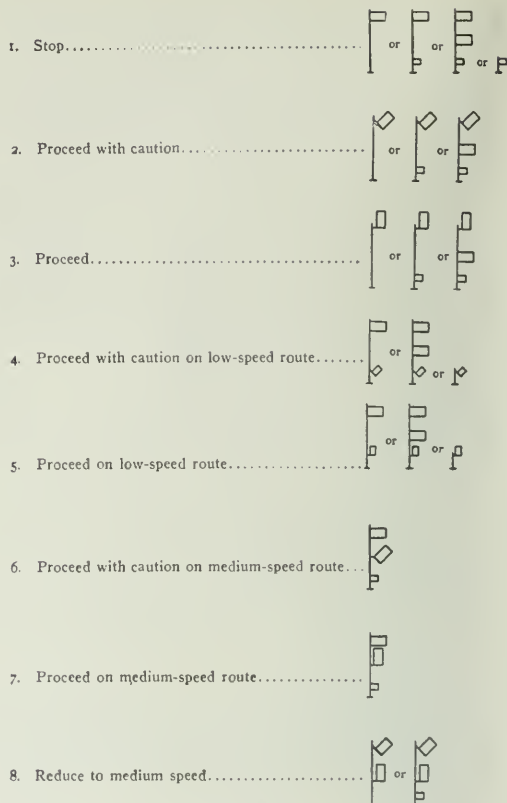 1. Stop........................................ or or or
2. Proceed with caution........................ or or
3. Proceed..................................... or or
4. Proceed with caution on low-speed route....... or or
5. Proceed on low-speed route.................... or or
6. Proceed with caution on medium-speed route...
7. Proceed on medium-speed route...............
8. Reduce to medium speed....................... or